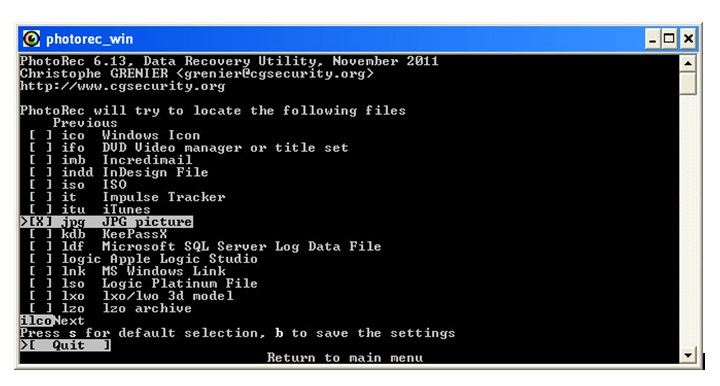 photorec_win
PhotoRec 6.13, Data Recovery Utility, November 2011
Christophe GRENIER <grenier@cgsecurity.org>
http://www.cgsecurity.org
PhotoRec will try to locate the following files
Previous
[ ] ico Windows Icon
[ ] ifo DVD Video manager or title set
[ ] imb Incredimail
[ ] indd InDesign File
[ ] iso ISO
[ ] it Impulse Tracker
[ ] itu iTunes
>[X] jpg JPG picture
[ ] kdb KeePassX
[ ] ldf Microsoft SQL Server Log Data File
[ ] logic Apple Logic Studio
[ ] lnk MS Windows Link
[ ] lso Logic Platinum File
[ ] lxo lxo/lwo 3d model
[ ] lzo lzo archive
ilcoNext
Press s for default selection, b to save the settings
>[ Quit ]
Return to main menu